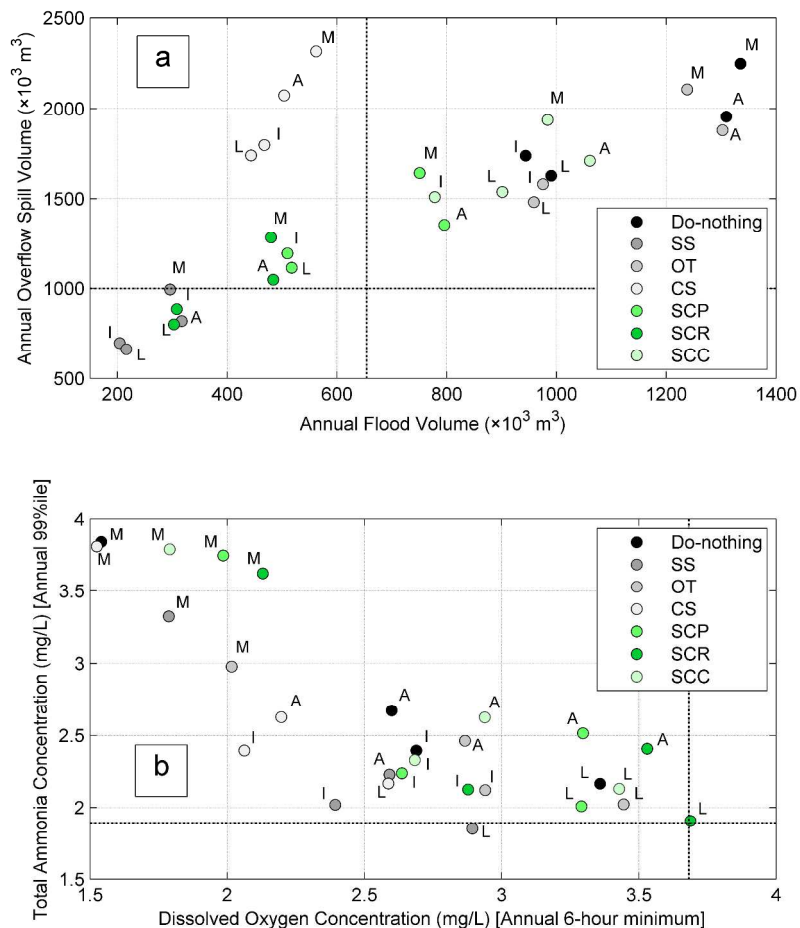 a
M
A
I
L
M
I
A
L
M
I
A
L
I
L
M
I
A
M
L
A
I
L
I
L
M
M
A
A
Do-nothing
SS
OT
CS
SCP
SCR
SCC
2500
2000
1500
1000
500
200 400 600 800 1000 1200 1400
Annual Overflow Spill Volume (×10³ m³)
Annual Flood Volume (×10³ m³)
b
M
M
M
M
M
M
M
A
I
A
I
A
L
I
I
I
L
A
A
I
I
L
A
A
L
L
L
L
L
Do-nothing
SS
OT
CS
SCP
SCR
SCC
4
3.5
3
2.5
2
1.5
1.5 2 2.5 3 3.5 4
Total Ammonia Concentration (mg/L) [Annual 99%ile]
Dissolved Oxygen Concentration (mg/L) [Annual 6-hour minimum]